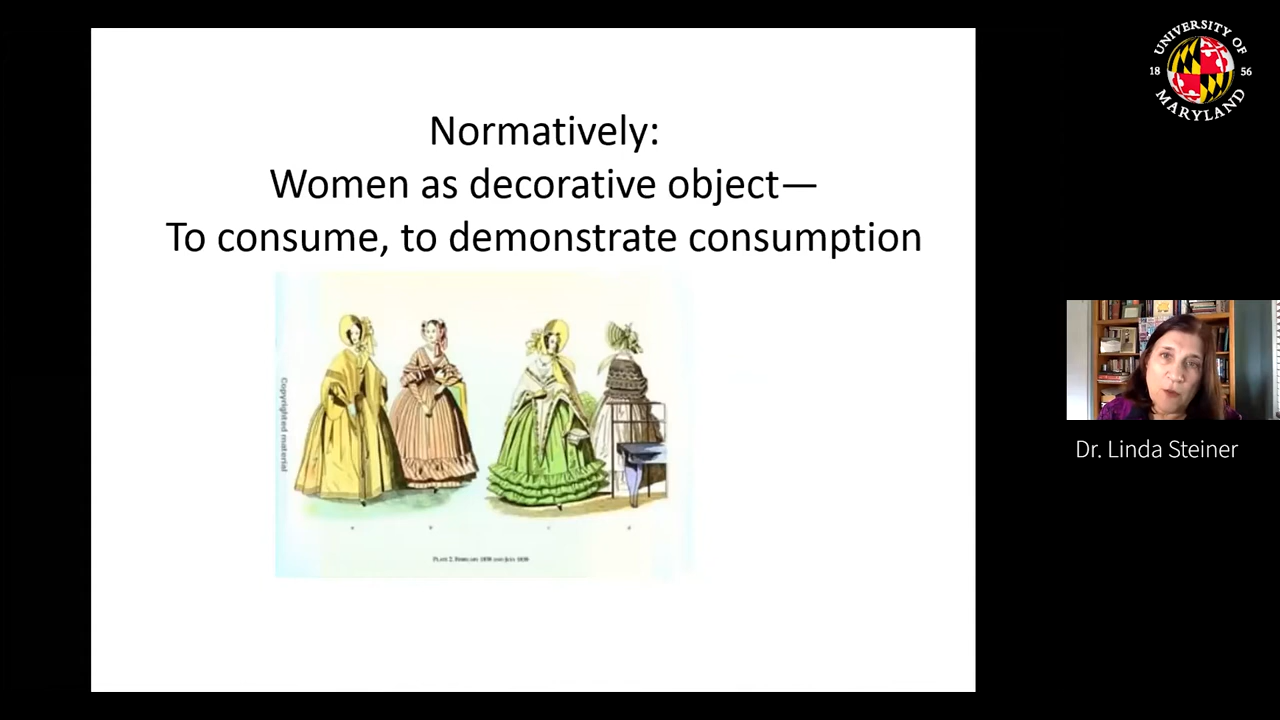 Normatively:
Women as decorative object—
To consume, to demonstrate consumption
Copyrighted material
UNIVERSITY OF
18 56
MARYLAND
Dr. Linda Steiner